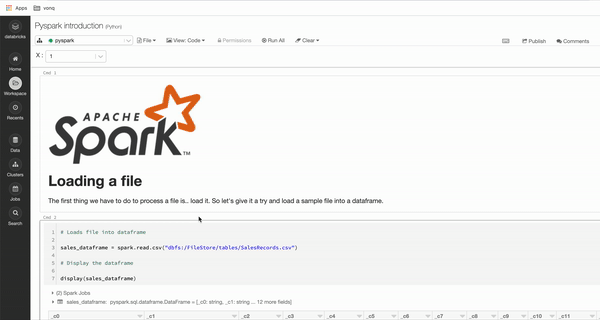 Apps vonq
databricks
Home
Workspace
Recents
Data
Clusters
Jobs
Search
Pyspark introduction (Python)
pyspark File View: Code Permissions Run All Clear Publish Comments
X : 1
Cmd 1
APACHE
Spark™
Loading a file
The first thing we have to do to process a file is.. load it. So let's give it a try and load a sample file into a dataframe.
Cmd 2
1 # Loads file into dataframe
2
3 sales_dataframe = spark.read.csv("dbfs:/FileStore/tables/SalesRecords.csv")
4
5 # Display the dataframe
6
7 display(sales_dataframe)
(2) Spark Jobs
sales_dataframe: pyspark.sql.dataframe.DataFrame = [_c0: string, _c1: string ... 12 more fields]
_c0 _c1 _c2 _c3 _c4 _c5 _c6 _c7 _c8 _c9 _c10 _c11